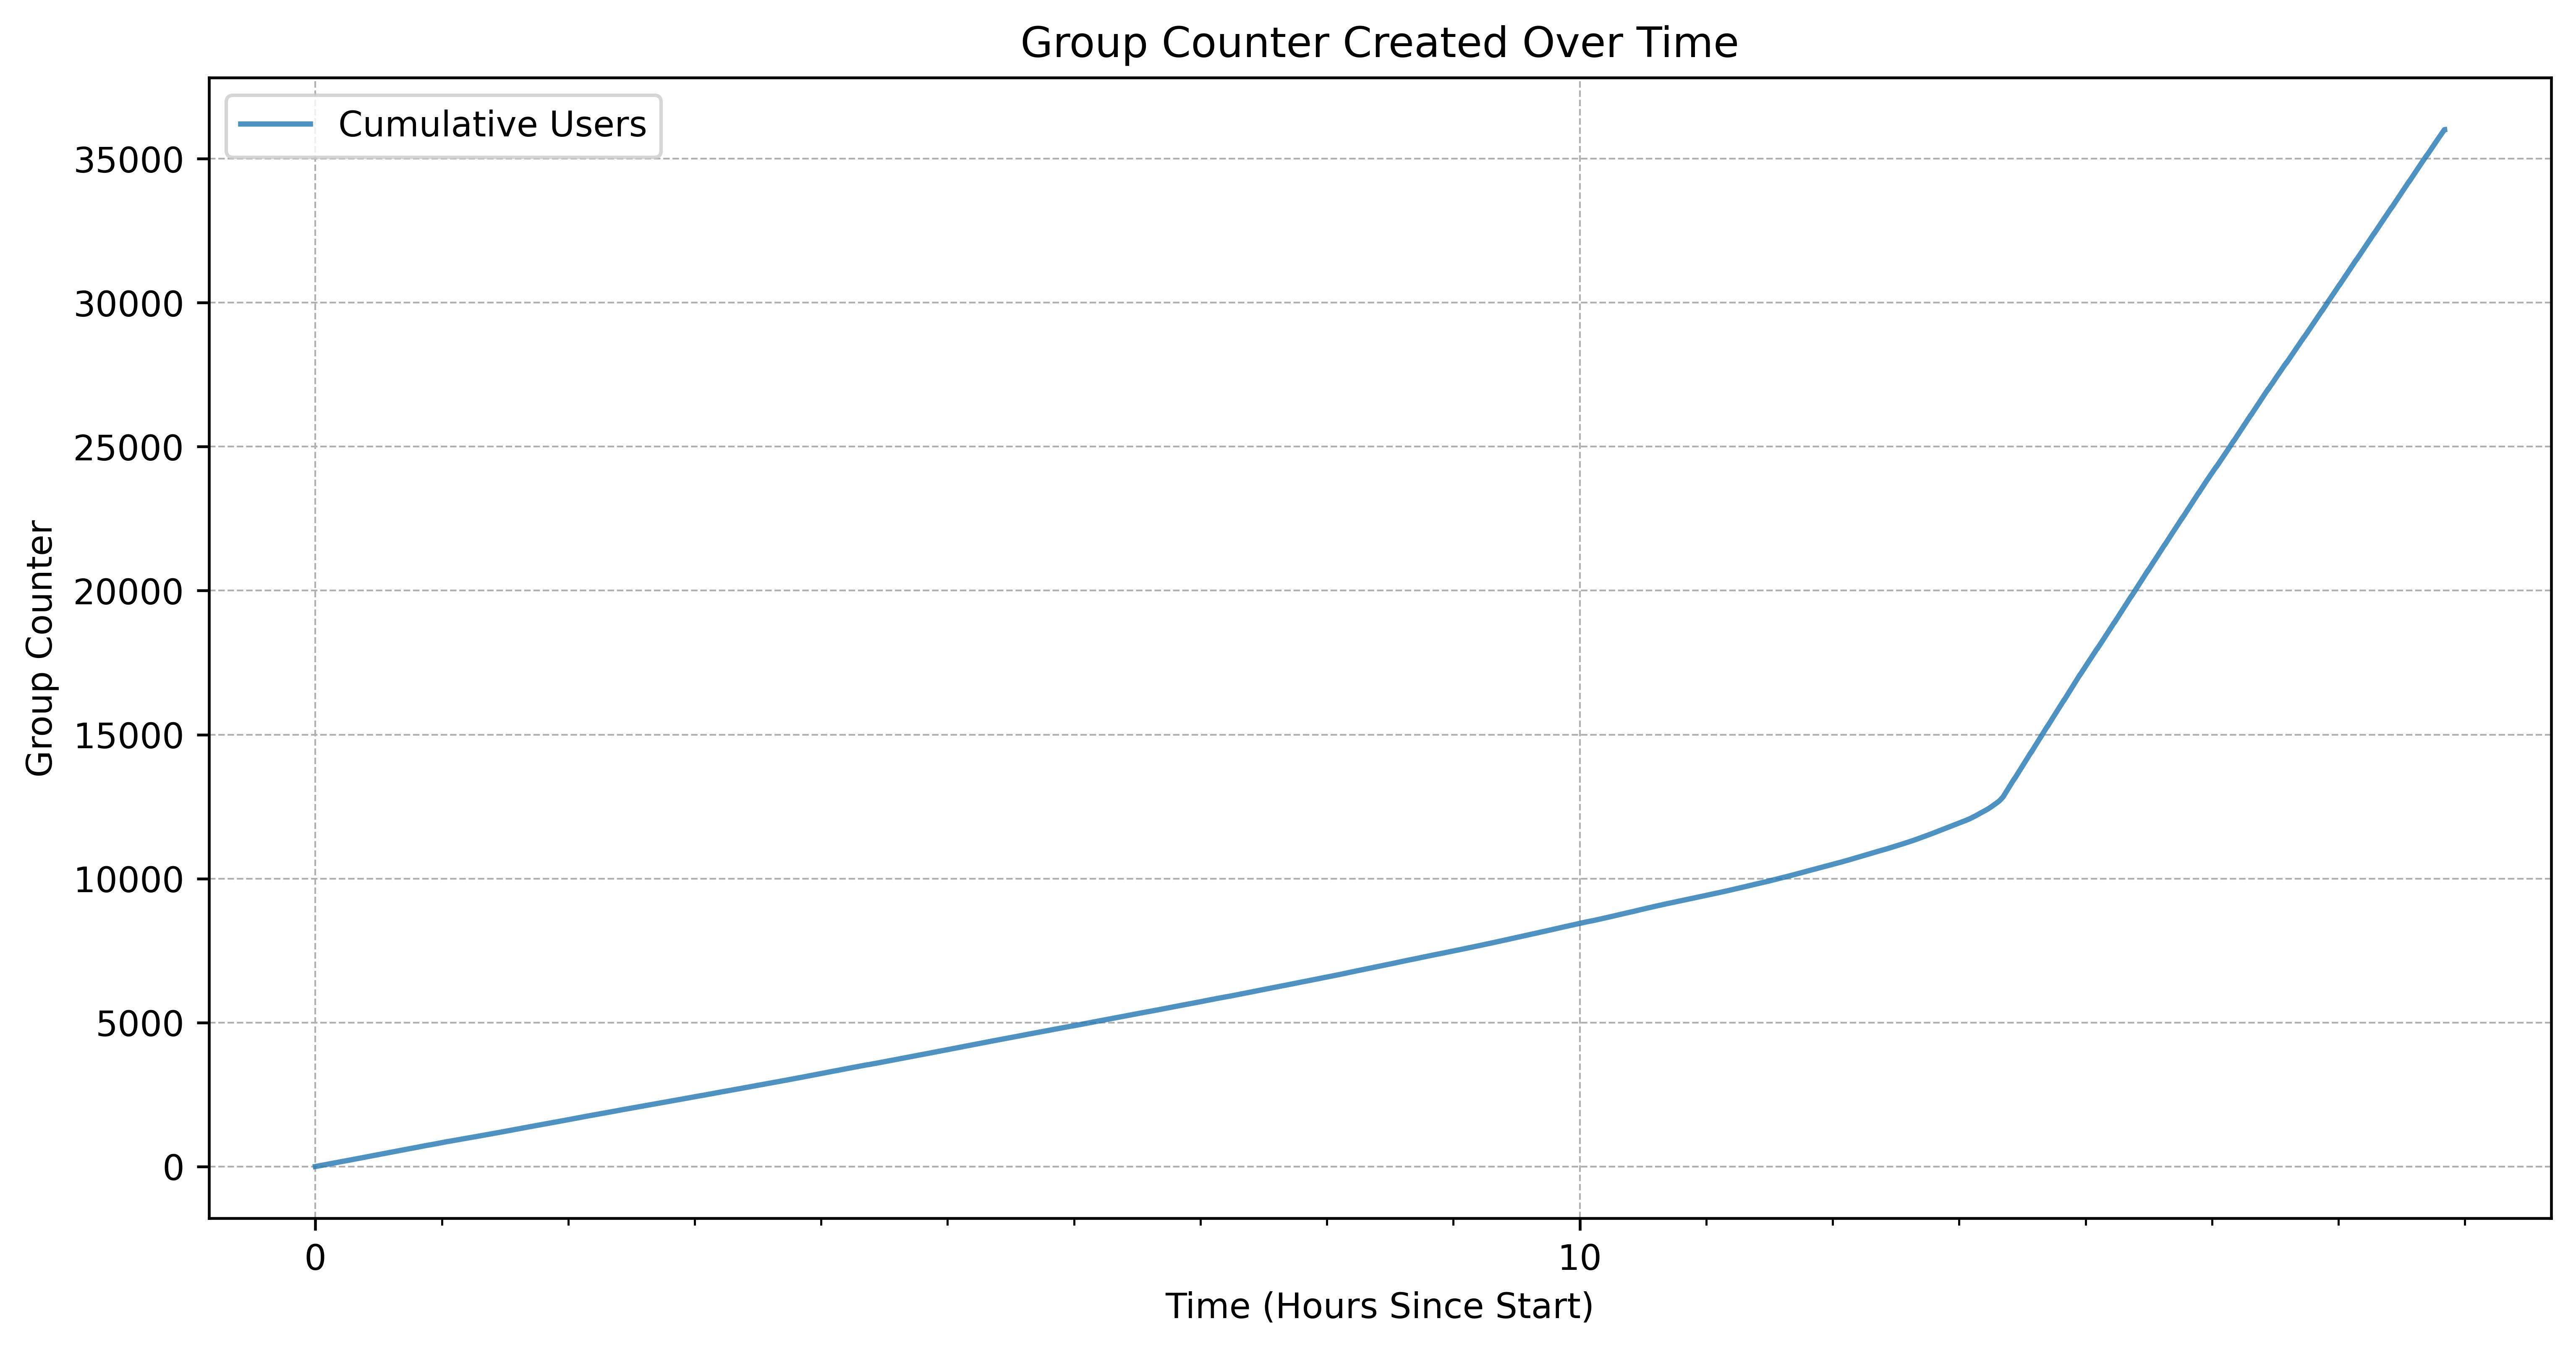 Group Counter Created Over Time
Cumulative Users
35000
30000
25000
20000
15000
10000
5000
0
Group Counter
0 10
Time (Hours Since Start)